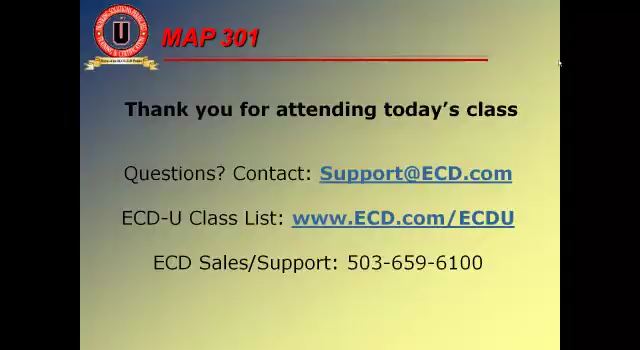 U
MAP 301
Thank you for attending today's class
Questions? Contact: Support@ECD.com
ECD-U Class List: www.ECD.com/ECDU
ECD Sales/Support: 503-659-6100